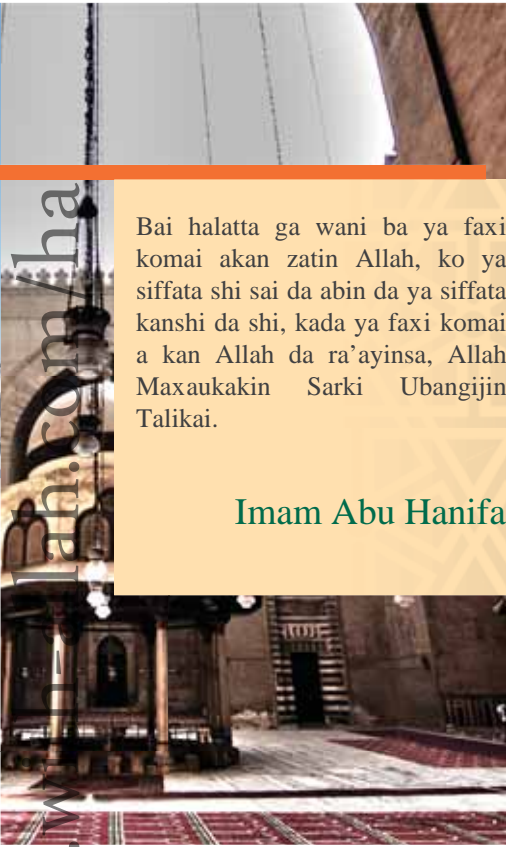 Bai halatta ga wani ba ya faxi
komai akan zatin Allah, ko ya
siffata shi sai da abin da ya siffata
kanshi da shi, kada ya faxi komai
a kan Allah da ra’ayinsa, Allah
Maxaukakin Sarki Ubangijin
Talikai.
Imam Abu Hanifa